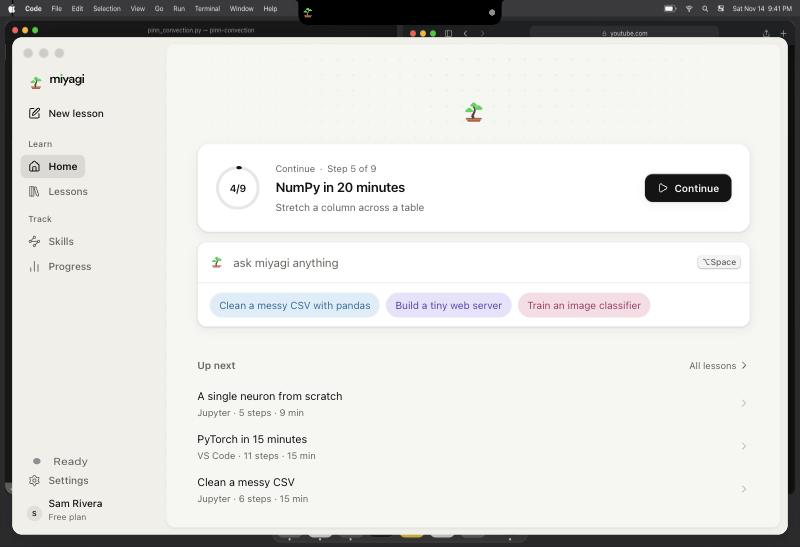 Code File Edit Selection View Go Run Terminal Window Help
Sat Nov 14 9:41 PM
pinn_convection.py — pinn-convection
youtube.com
miyagi
New lesson
Learn
Home
Lessons
Track
Skills
Progress
Ready
Settings
S
Sam Rivera
Free plan
4/9
Continue · Step 5 of 9
NumPy in 20 minutes
Stretch a column across a table
Continue
ask miyagi anything
⌥Space
Clean a messy CSV with pandas
Build a tiny web server
Train an image classifier
Up next
All lessons
A single neuron from scratch
Jupyter · 5 steps · 9 min
PyTorch in 15 minutes
VS Code · 11 steps · 15 min
Clean a messy CSV
Jupyter · 6 steps · 15 min